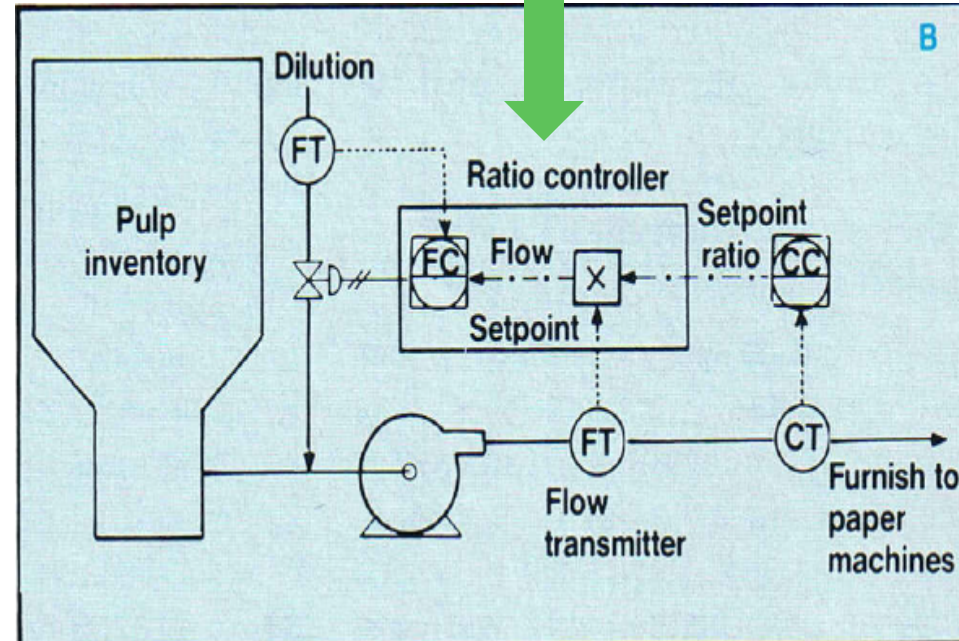 B
Dilution
FT
Ratio controller
Pulp
inventory
Setpoint
ratio
FC
Flow
X
CC
Setpoint
FT
CT
Flow
transmitter
Furnish to
paper
machines